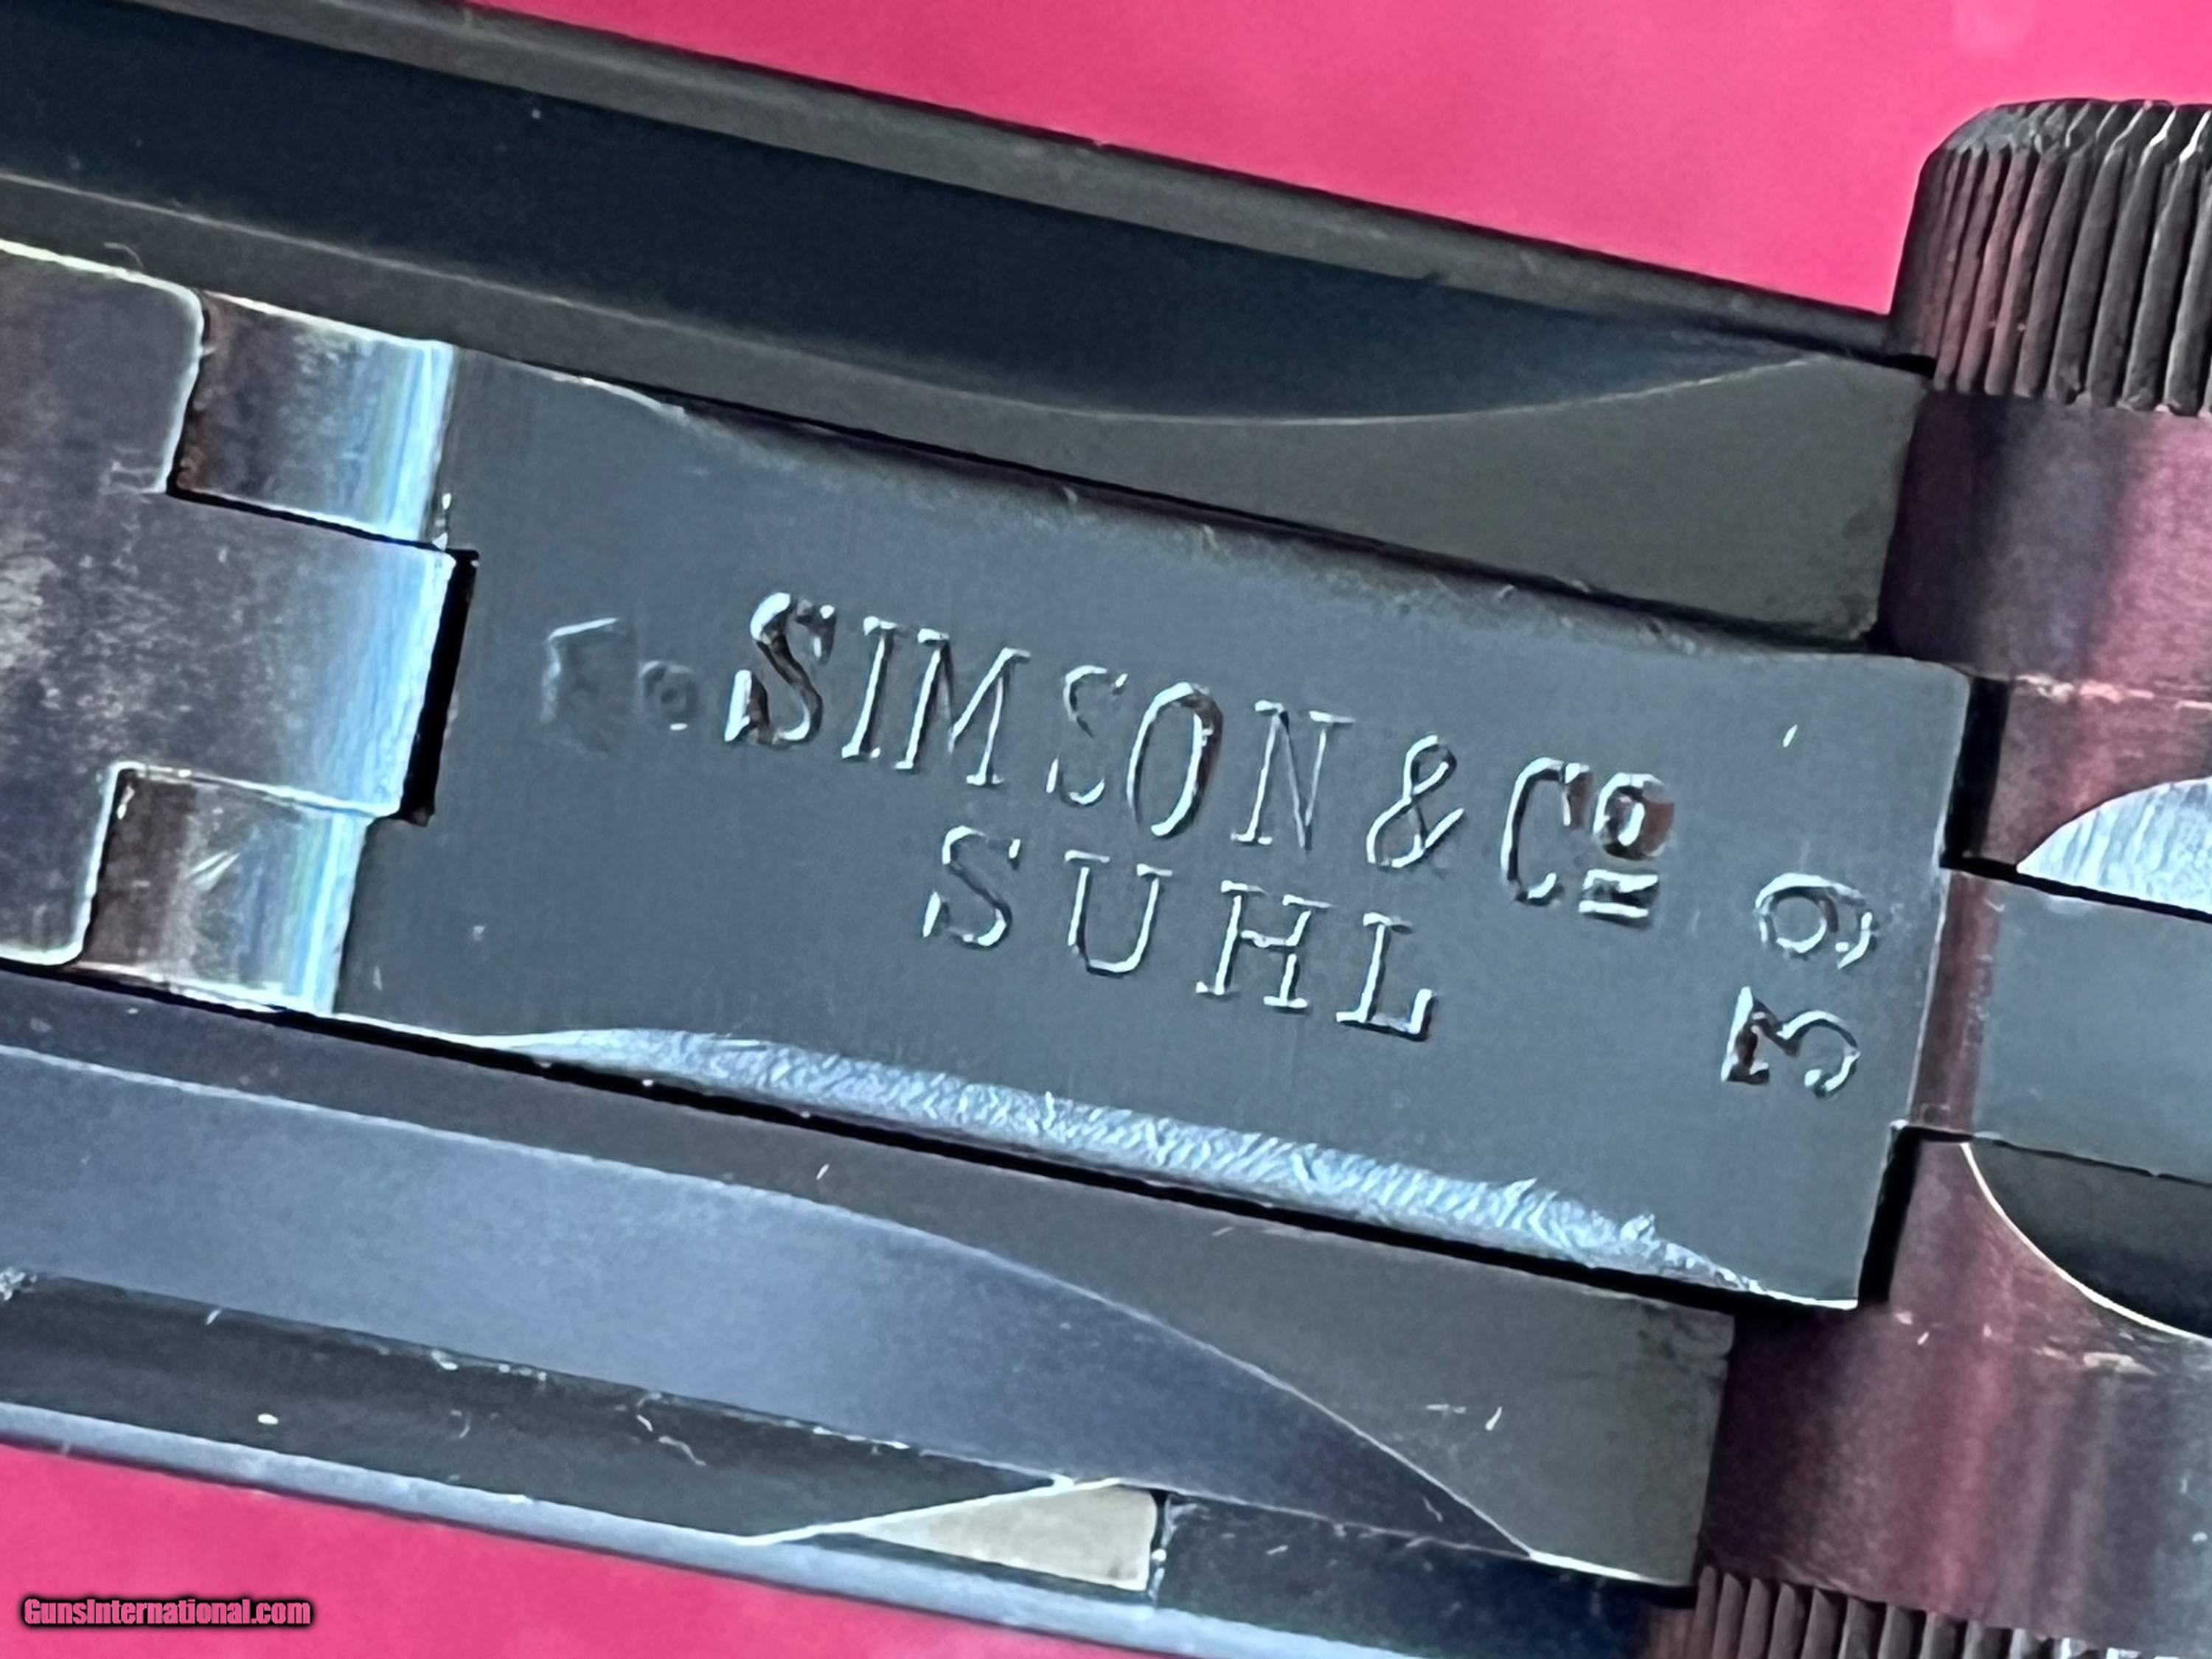 SIMSON & Cº
SUHL
39
GunsInternational.com